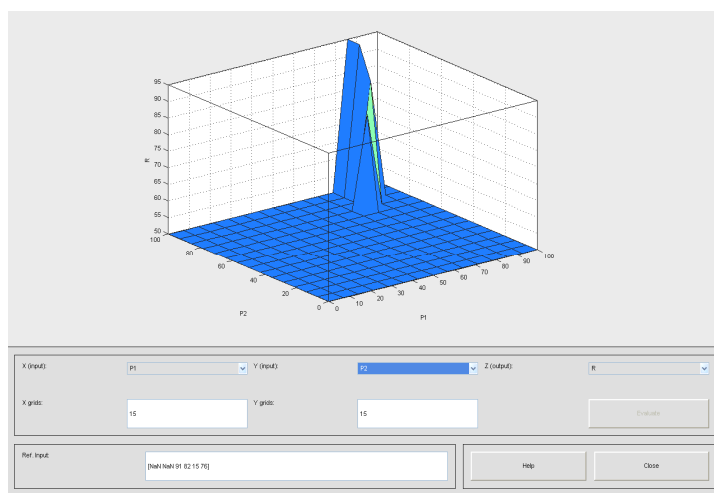 95
90
85
80
75
70
65
60
55
50
R
100
80
60
40
20
0
P2
0
10
20
30
40
50
60
70
80
90
100
P1
X (input):
P1
Y (input):
P2
Z (output):
R
X grids:
15
Y grids:
15
Evaluate
Ref. Input:
[NaN NaN 91 82 15 76]
Help
Close